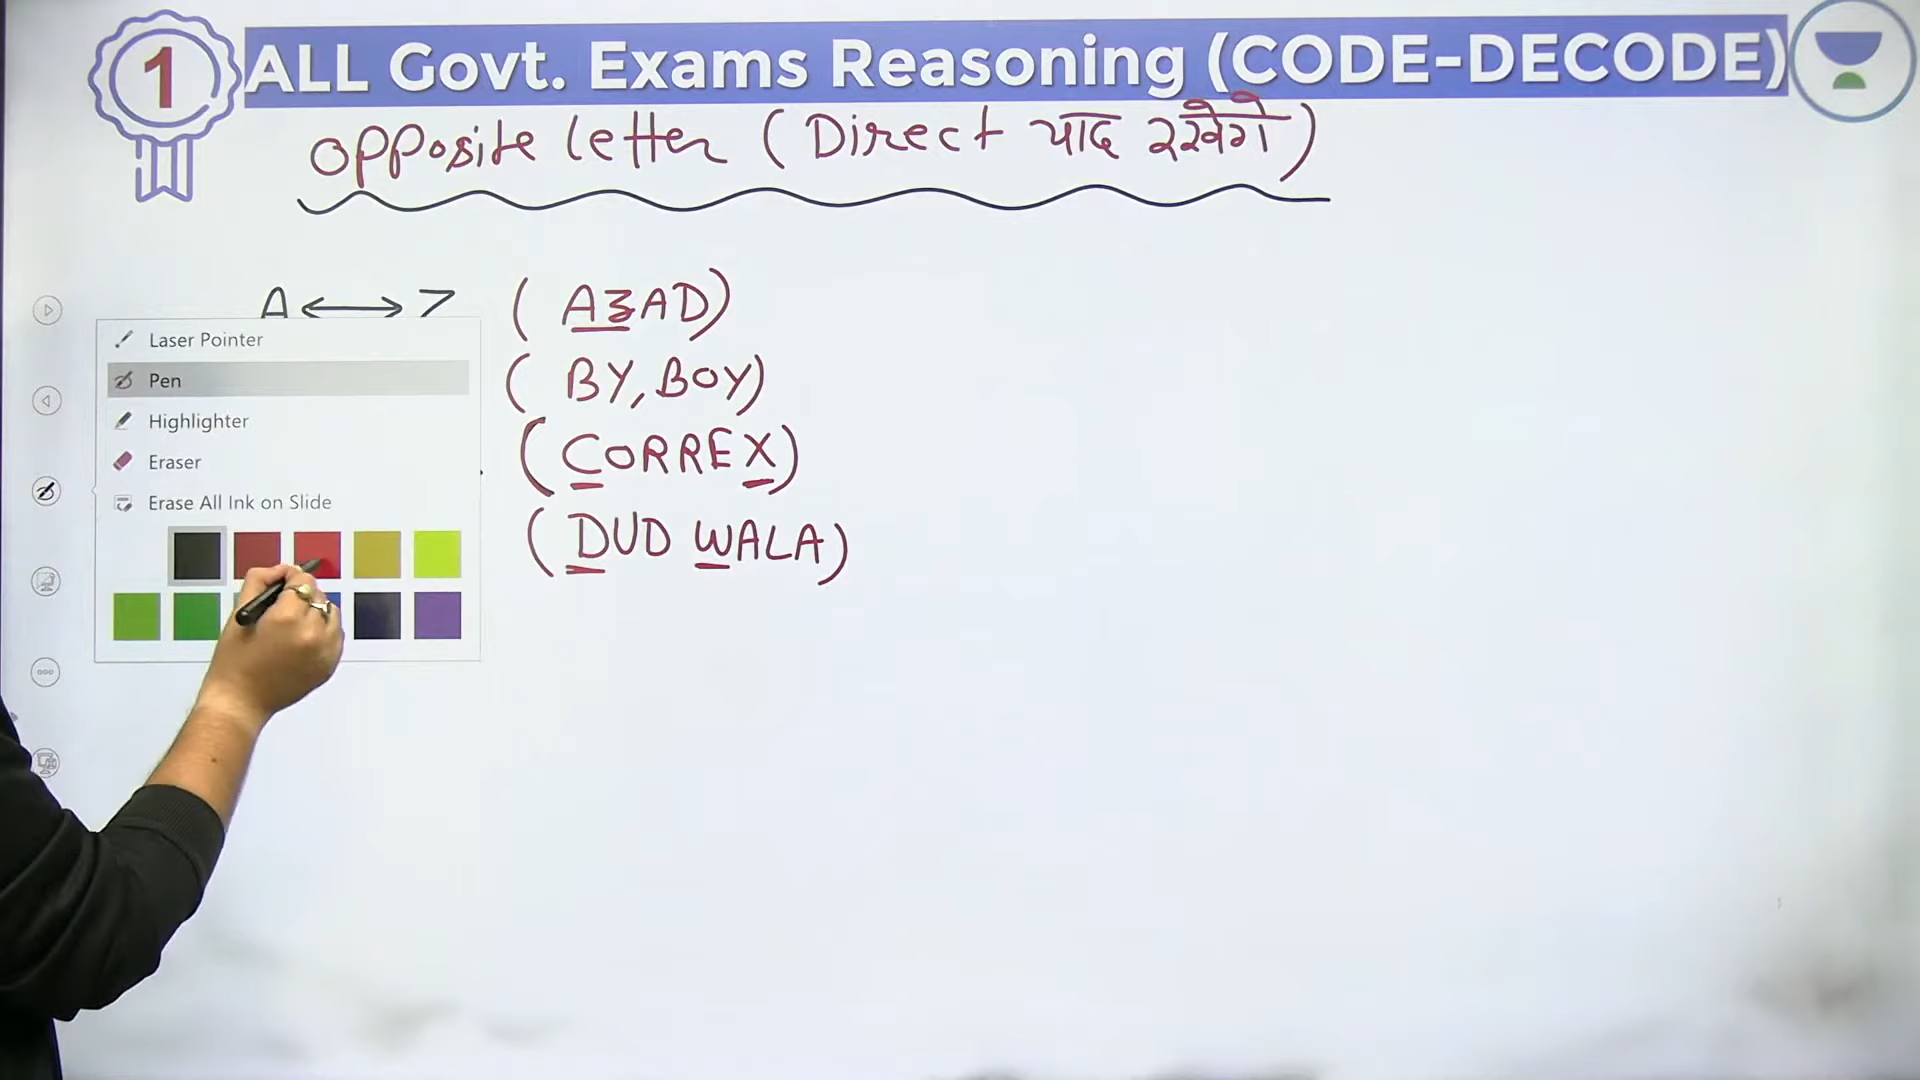 1
ALL Govt. Exams Reasoning (CODE-DECODE)
opposite letter (Direct याद रखेंगे)
A ↔ Z (AZAD)
(BY, BOY)
(CORREX)
(DUD WALA)
Laser Pointer
Pen
Highlighter
Eraser
Erase All Ink on Slide